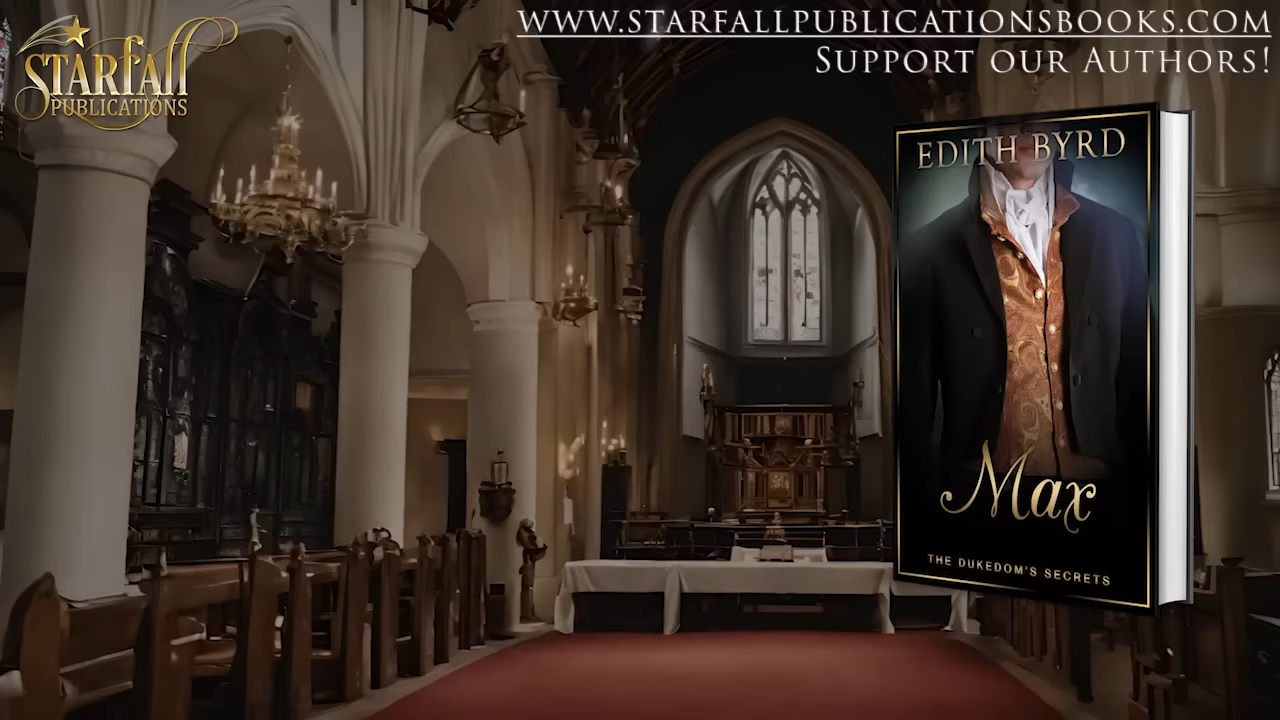 STARfall
PUBLICATIONS
WWW.STARFALLPUBLICATIONSBOOKS.COM
SUPPORT OUR AUTHORS!
EDITH BYRD
Max
THE DUKEDOM'S SECRETS